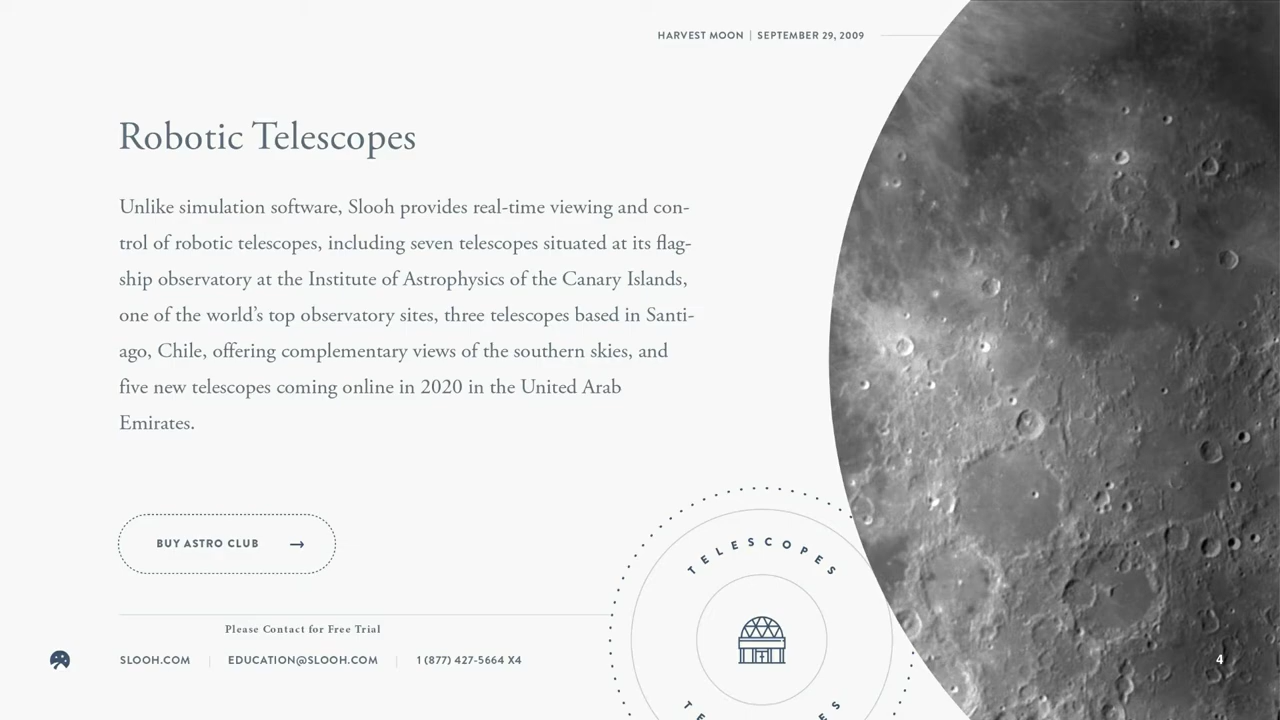 HARVEST MOON | SEPTEMBER 29, 2009
Robotic Telescopes
Unlike simulation software, Slooh provides real-time viewing and con-
trol of robotic telescopes, including seven telescopes situated at its flag-
ship observatory at the Institute of Astrophysics of the Canary Islands,
one of the world’s top observatory sites, three telescopes based in Santi-
ago, Chile, offering complementary views of the southern skies, and
five new telescopes coming online in 2020 in the United Arab
Emirates.
BUY ASTRO CLUB →
TELESCOPES
Please Contact for Free Trial
SLOOH.COM | EDUCATION@SLOOH.COM | 1 (877) 427-5664 X4
4